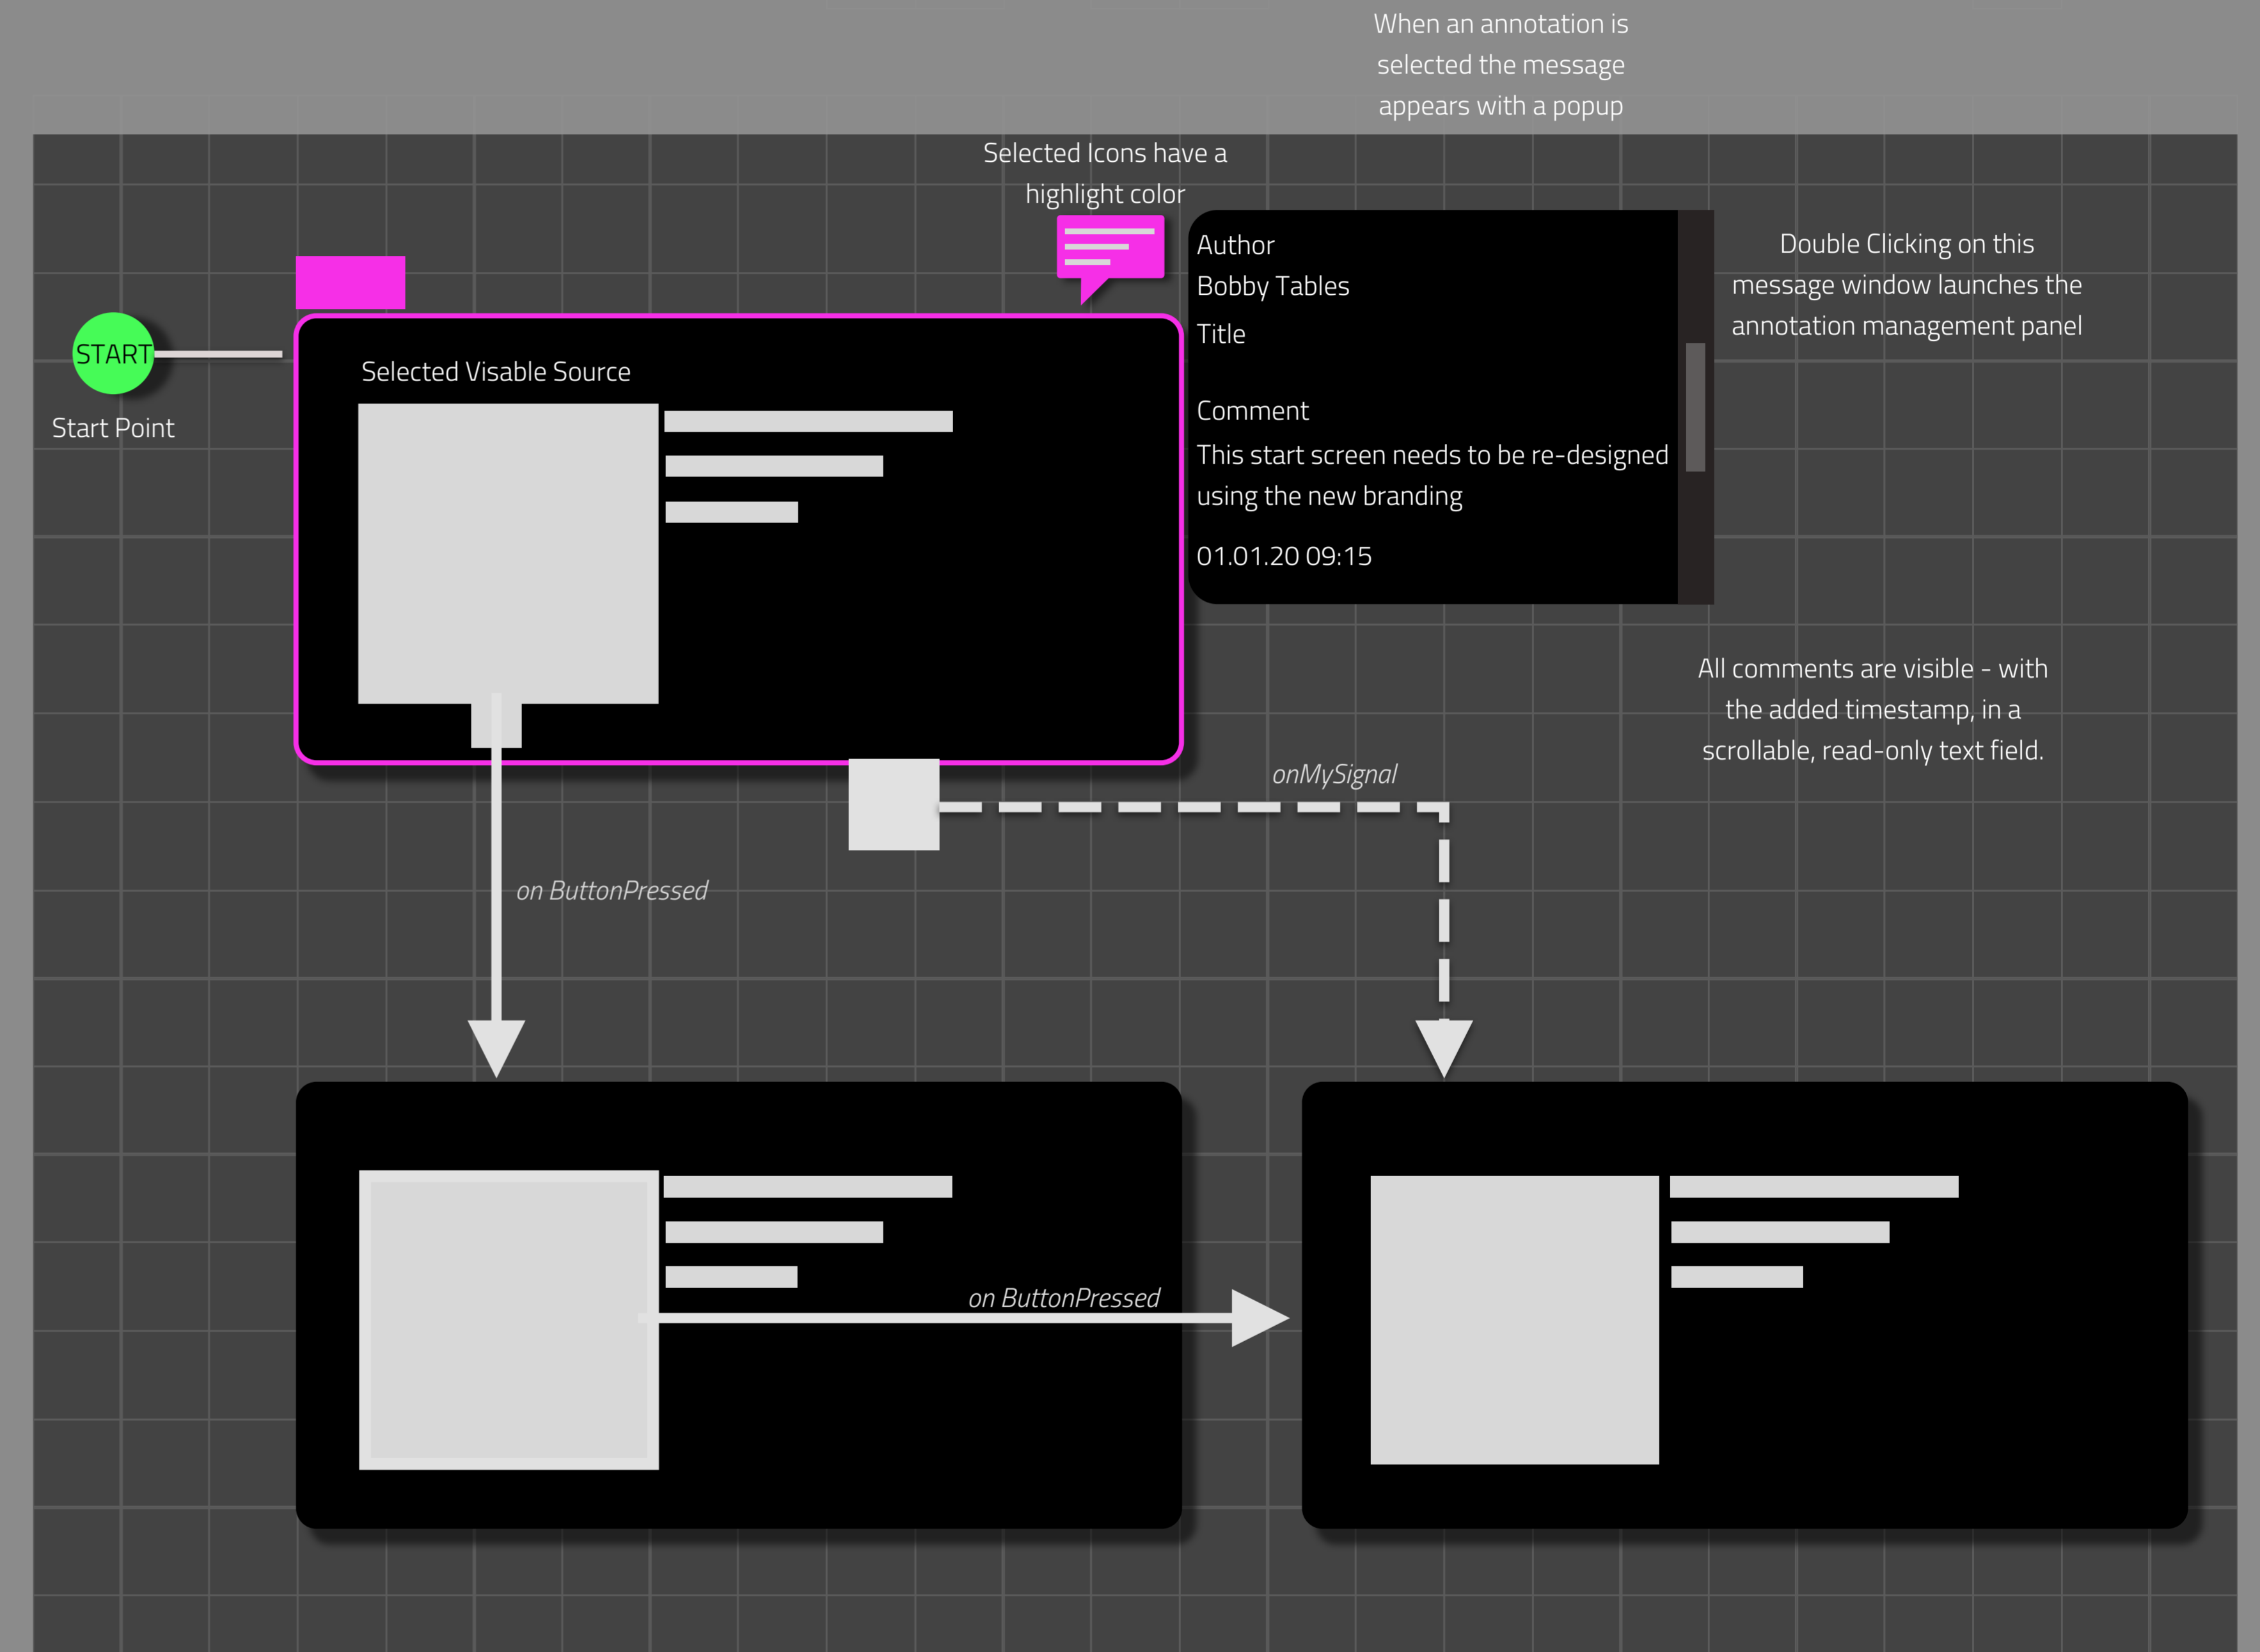 When an annotation is
selected the message
appears with a popup
Selected Icons have a
highlight color
Author
Bobby Tables
Title
Comment
This start screen needs to be re-designed
using the new branding
01.01.20 09:15
Double Clicking on this
message window launches the
annotation management panel
START
Start Point
Selected Visable Source
All comments are visible - with
the added timestamp, in a
scrollable, read-only text field.
onMySignal
on ButtonPressed
on ButtonPressed